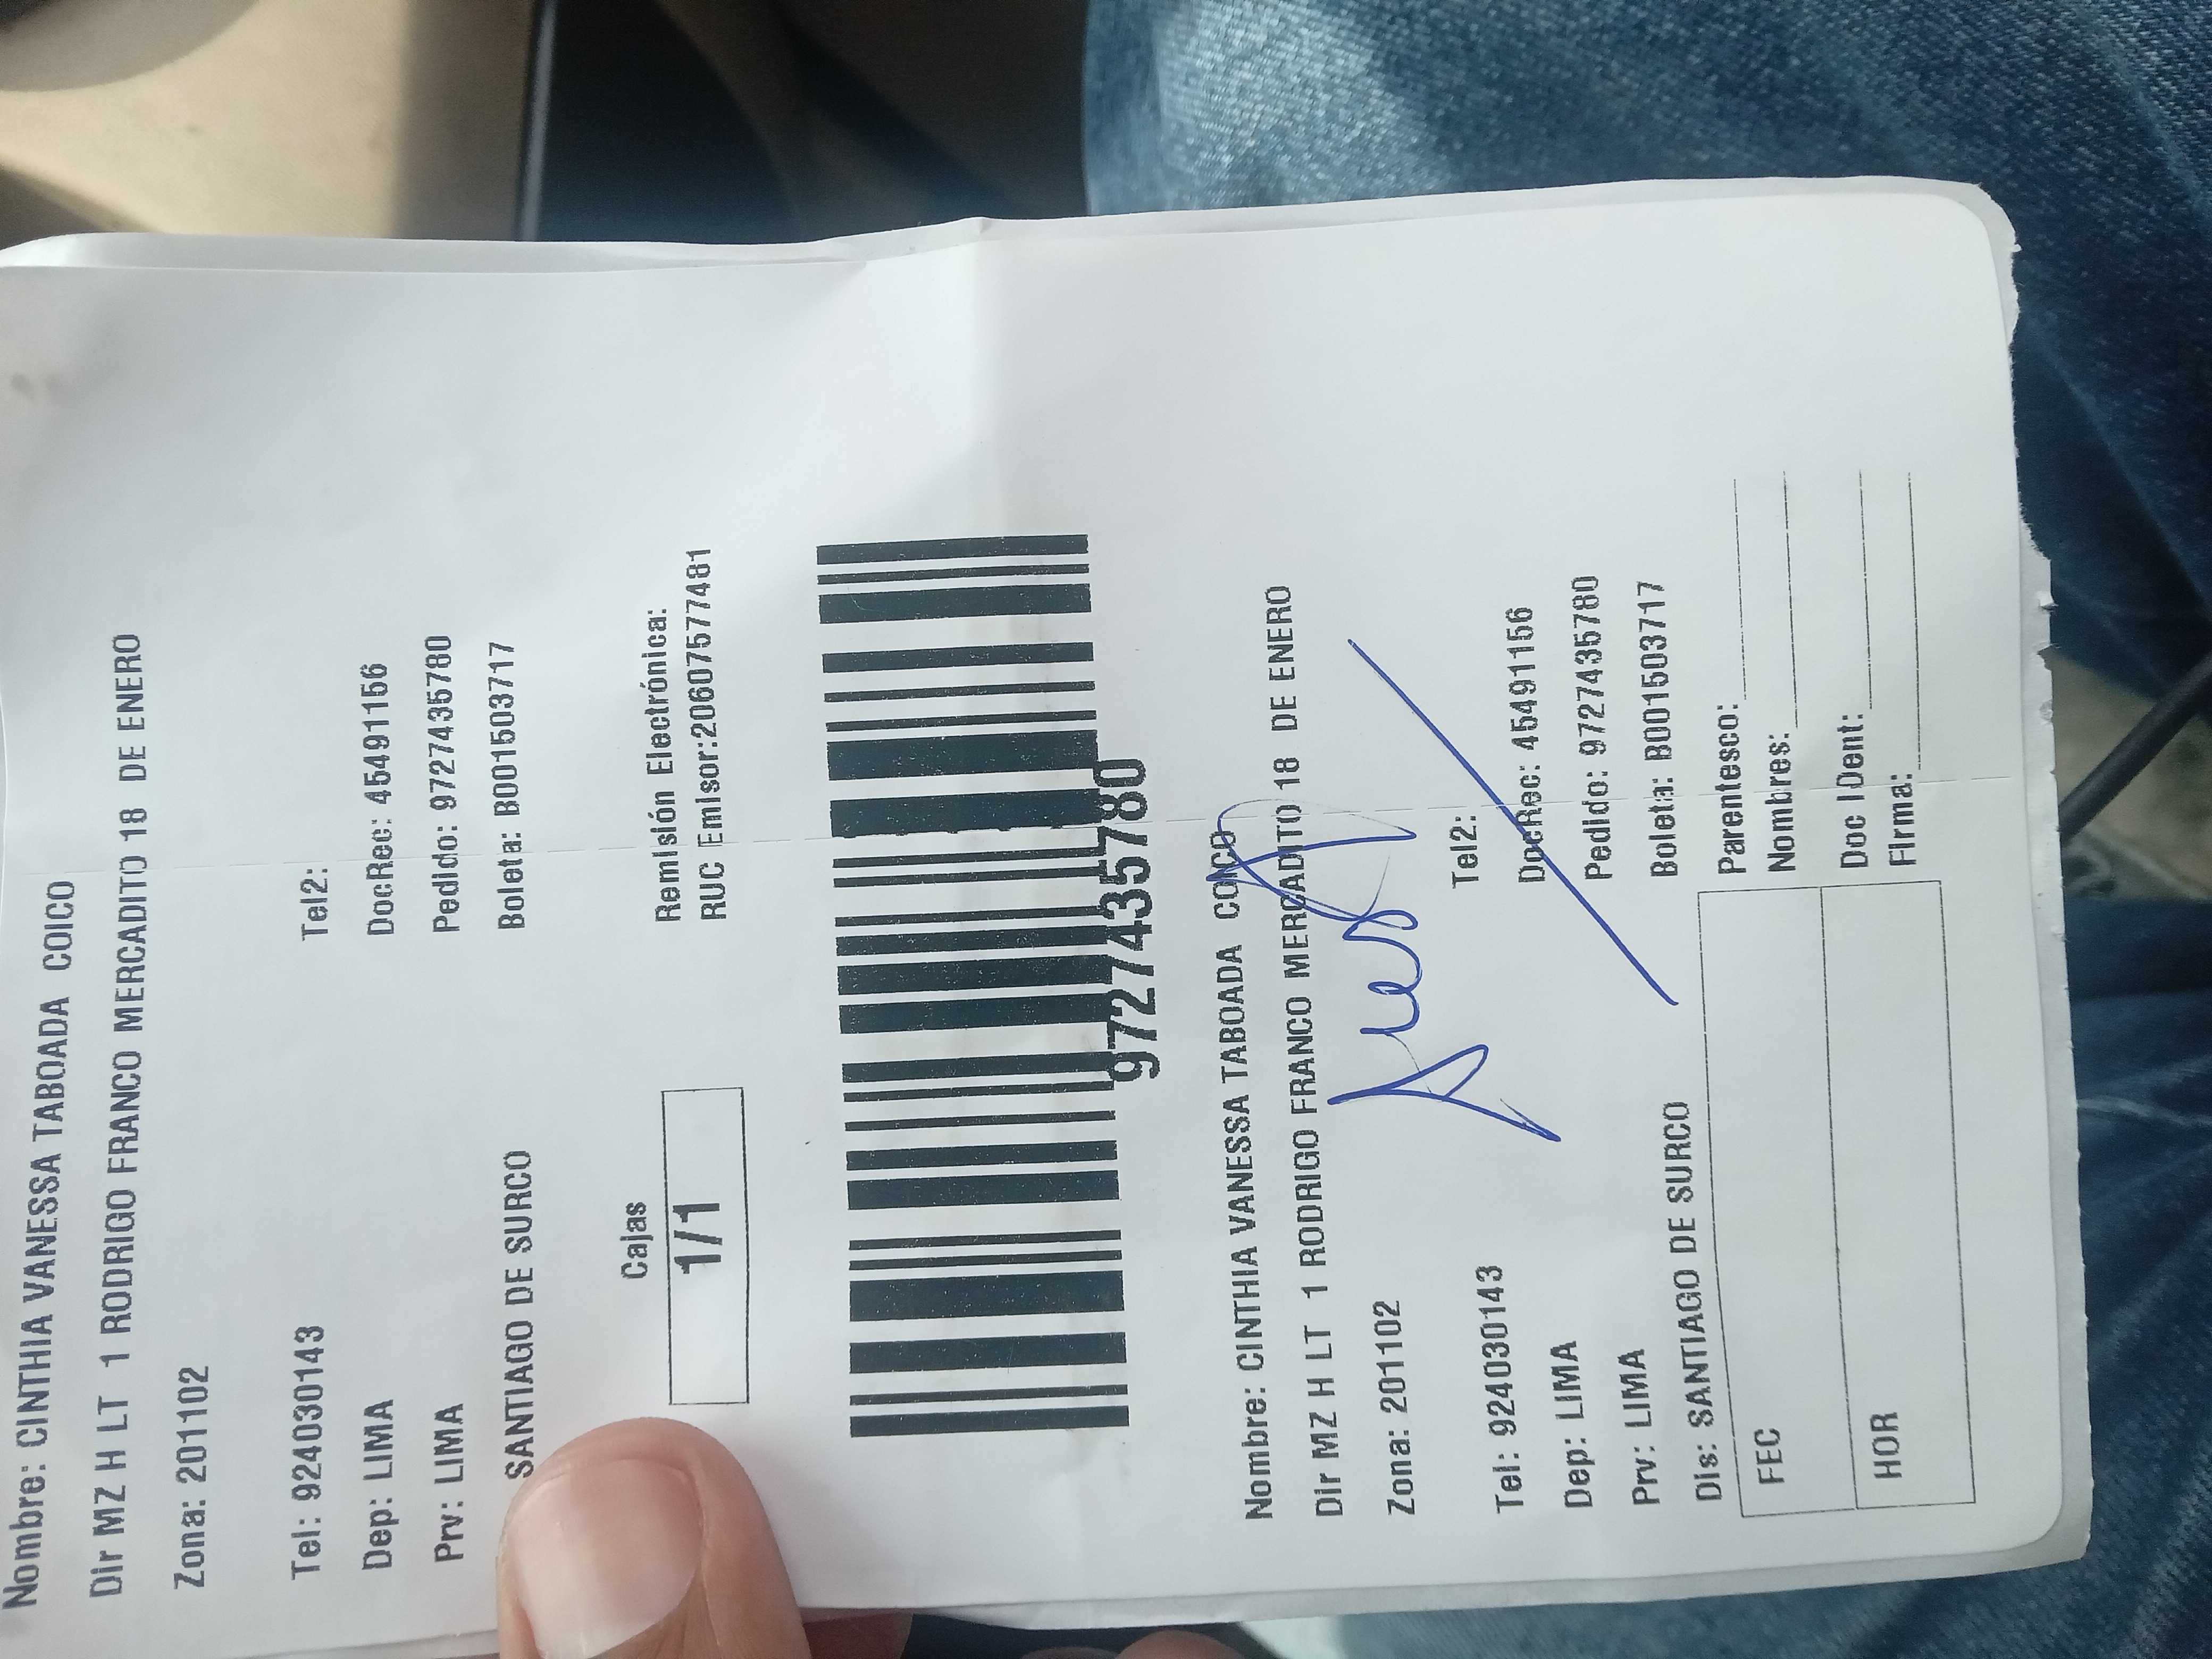 Nombre: CINTHIA VANESSA TABOADA COICO
Dir MZ H LT 1 RODRIGO FRANCO MERCADITO 18 DE ENERO
Zona: 201102
Tel: 924030143 Tel2:
Dep: LIMA DocRec: 45491156
Prv: LIMA Pedido: 9727435780
SANTIAGO DE SURCO Boleta: B001503717
Cajas Remisión Electrónica:
1/1 RUC Emisor:20607577481
9727435780
Nombre: CINTHIA VANESSA TABOADA COICO
Dir MZ H LT 1 RODRIGO FRANCO MERCADITO 18 DE ENERO
Zona: 201102
Tel: 924030143 Tel2:
Dep: LIMA DocRec: 45491156
Prv: LIMA Pedido: 9727435780
Dis: SANTIAGO DE SURCO Boleta: B001503717
FEC Parentesco:
Nombres:
HOR Doc IDent:
Firma: